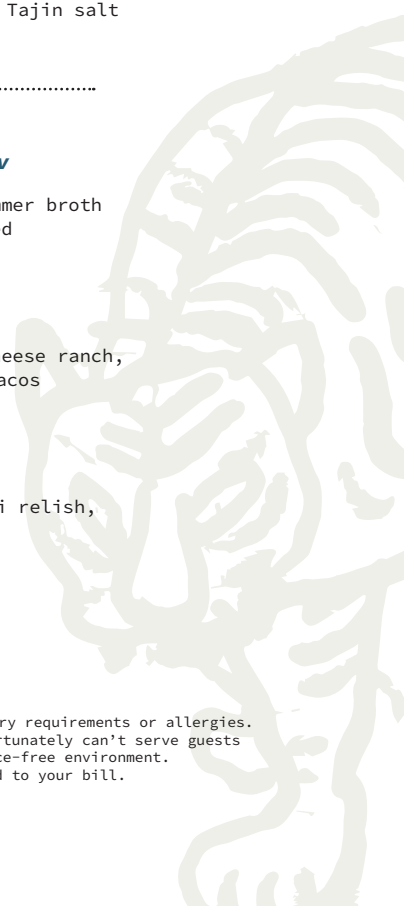 Tajin salt
v
mer broth
d
eese ranch,
acos
i relish,
ry requirements or allergies.
rtunately can’t serve guests
ce-free environment.
d to your bill.